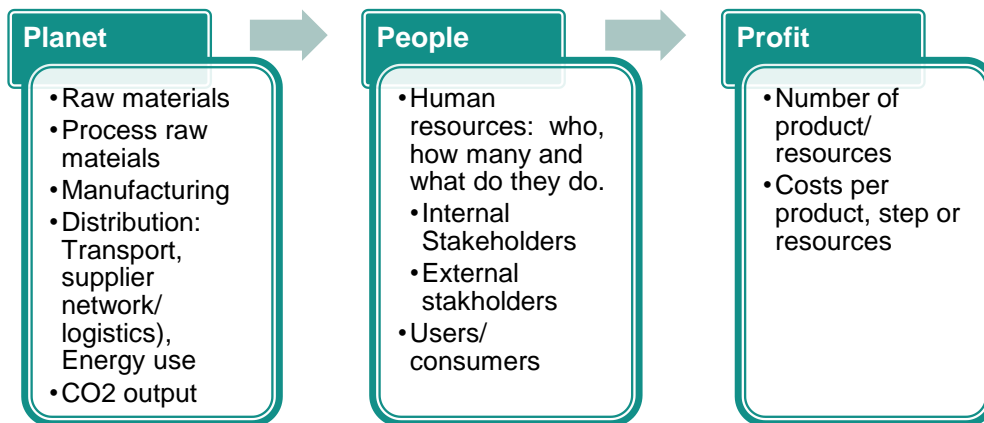 Planet
•Raw materials
•Process raw
mateials
•Manufacturing
•Distribution:
Transport,
supplier
network/
logistics),
Energy use
•CO2 output
People
•Human
resources: who,
how many and
what do they do.
•Internal
Stakeholders
•External
stakholders
•Users/
consumers
Profit
•Number of
product/
resources
•Costs per
product, step or
resources